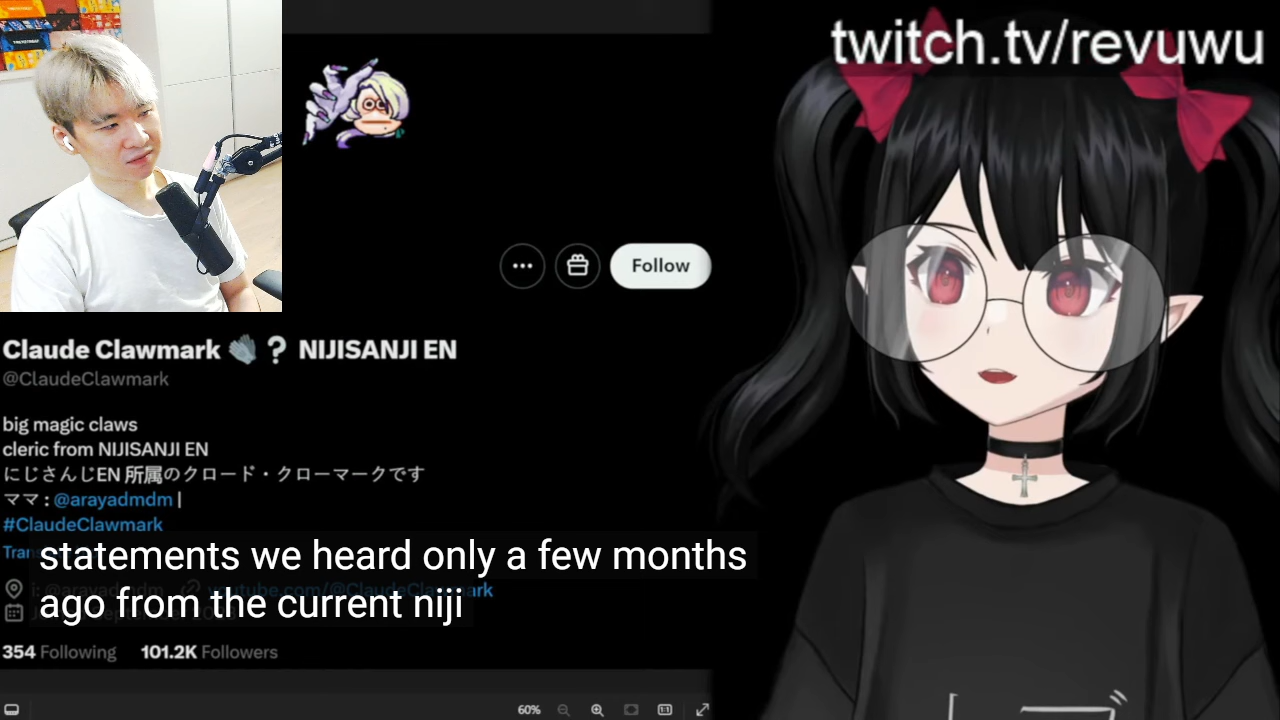 twitch.tv/revuwu
Follow
Claude Clawmark 🧤 ? NIJISANJI EN
@ClaudeClawmark
big magic claws
cleric from NIJISANJI EN
にじさんじEN 所属のクロード・クローマークです
ママ : @arayadmdm |
#ClaudeClawmark
statements we heard only a few months
ago from the current niji
354 Following 101.2K Followers
60%